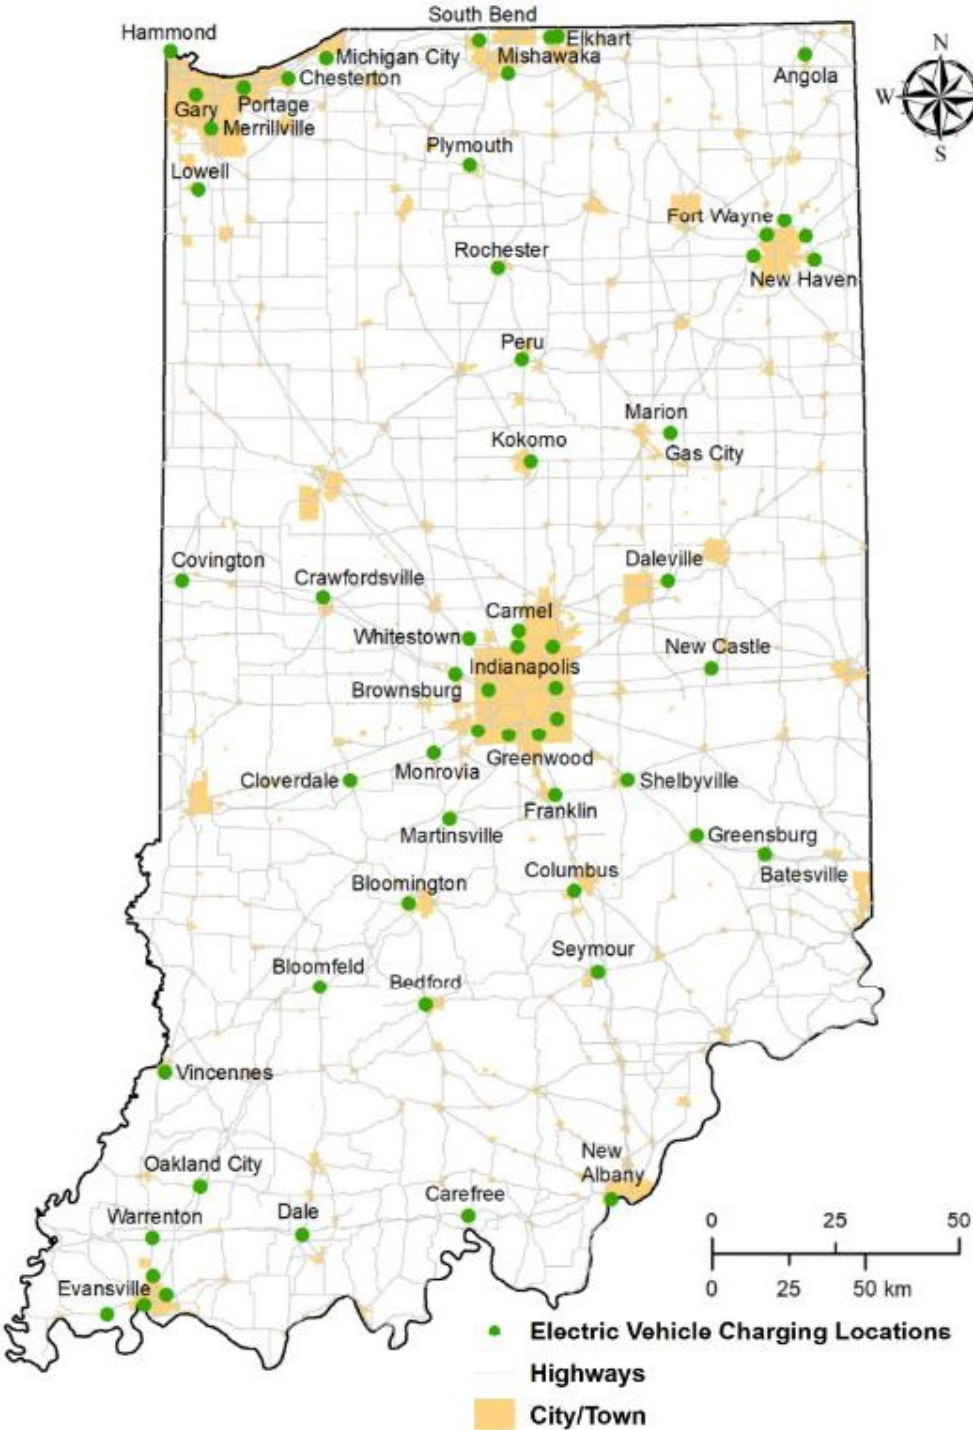 South Bend
Hammond
Elkhart
Michigan City
Mishawaka
Chesterton
Angola
N
W
S
Gary
Portage
Merrillville
Plymouth
Lowell
Fort Wayne
Rochester
New Haven
Peru
Marion
Kokomo
Gas City
Covington
Daleville
Crawfordsville
Carmel
Whitestown
New Castle
Indianapolis
Brownsburg
Greenwood
Monrovia
Cloverdale
Shelbyville
Franklin
Martinsville
Greensburg
Columbus
Batesville
Bloomington
Seymour
Bloomfeld
Bedford
Vincennes
New
Albany
Oakland City
Carefree
Warrenton
Dale
0 25 50
Evansville
0 25 50 km
Electric Vehicle Charging Locations
Highways
City/Town